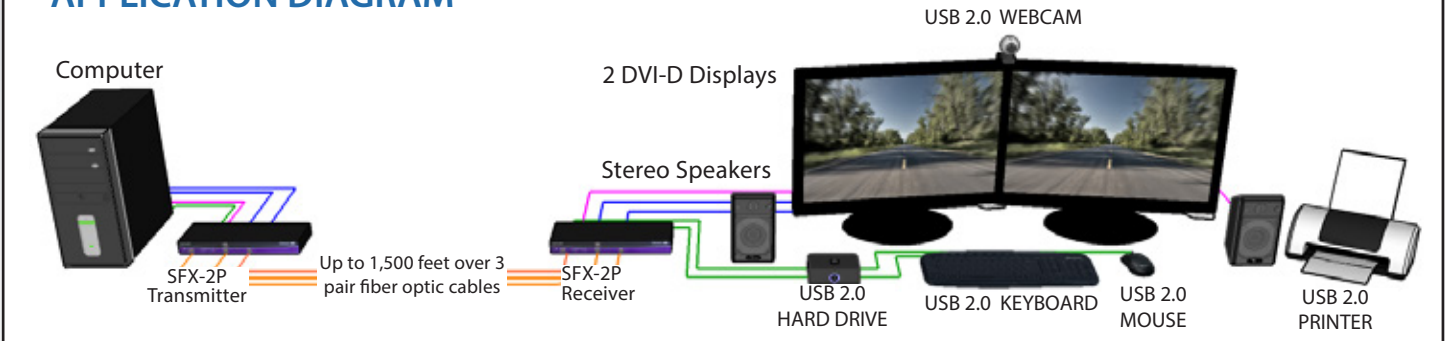 APPLICATION DIAGRAM
USB 2.0 WEBCAM
Computer
2 DVI-D Displays
Stereo Speakers
SFX-2P
Transmitter
Up to 1,500 feet over 3
pair fiber optic cables
SFX-2P
Receiver
USB 2.0
HARD DRIVE
USB 2.0 KEYBOARD
USB 2.0
MOUSE
USB 2.0
PRINTER